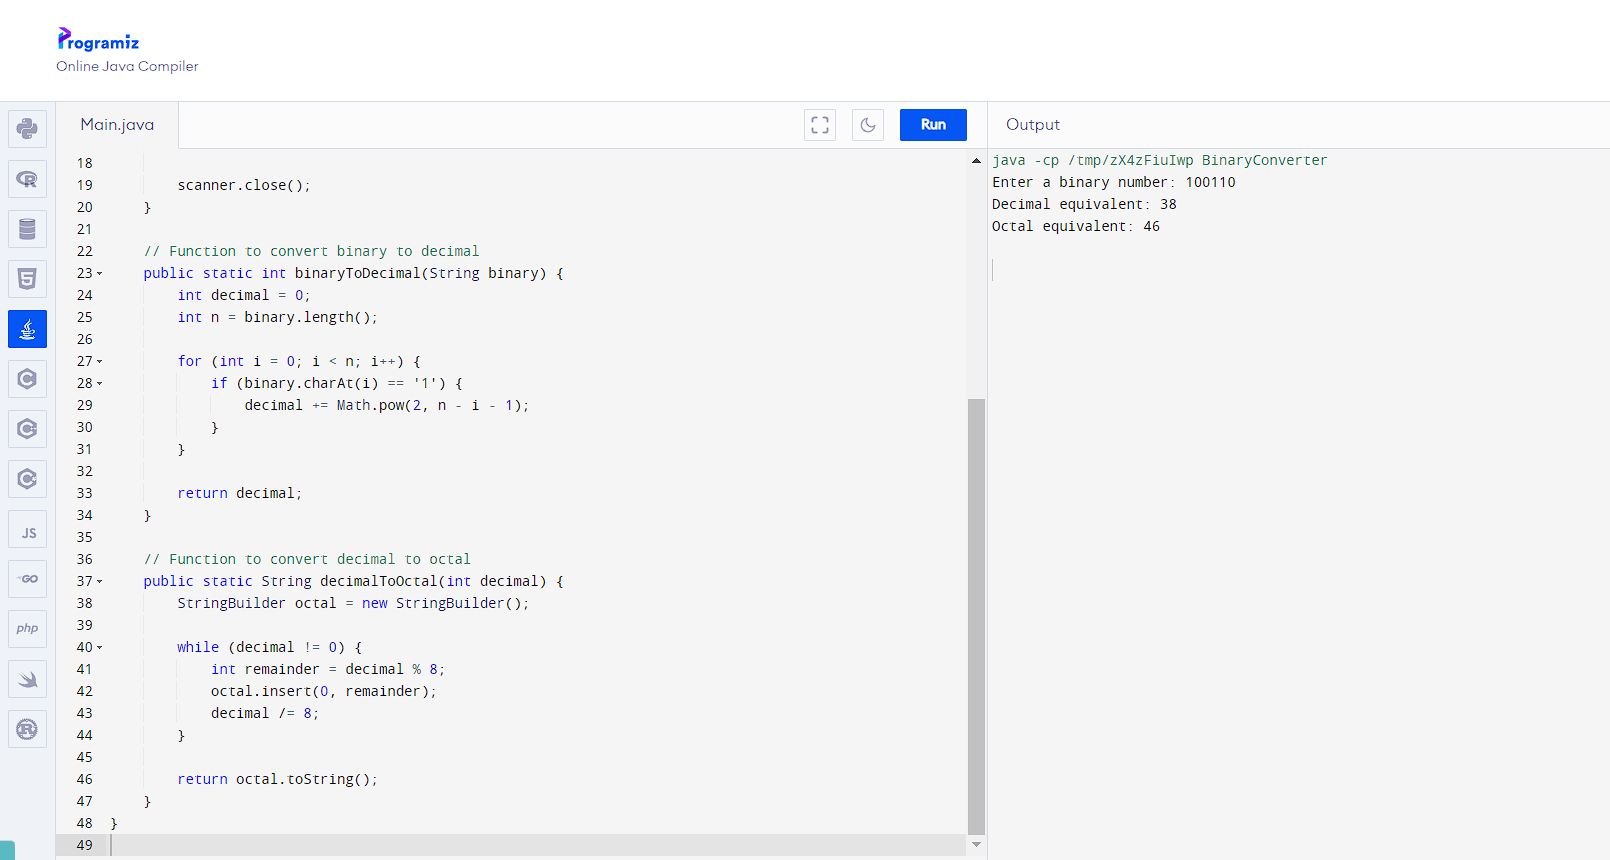 Programiz
Online Java Compiler
Main.java
Run
Output
18
19 scanner.close();
20 }
21
22 // Function to convert binary to decimal
23 public static int binaryToDecimal(String binary) {
24 int decimal = 0;
25 int n = binary.length();
26
27 for (int i = 0; i < n; i++) {
28 if (binary.charAt(i) == '1') {
29 decimal += Math.pow(2, n - i - 1);
30 }
31 }
32
33 return decimal;
34 }
35
36 // Function to convert decimal to octal
37 public static String decimalToOctal(int decimal) {
38 StringBuilder octal = new StringBuilder();
39
40 while (decimal != 0) {
41 int remainder = decimal % 8;
42 octal.insert(0, remainder);
43 decimal /= 8;
44 }
45
46 return octal.toString();
47 }
48 }
49
java -cp /tmp/zX4zFiuIwp BinaryConverter
Enter a binary number: 100110
Decimal equivalent: 38
Octal equivalent: 46
R
5
C
C
C
JS
GO
php
R